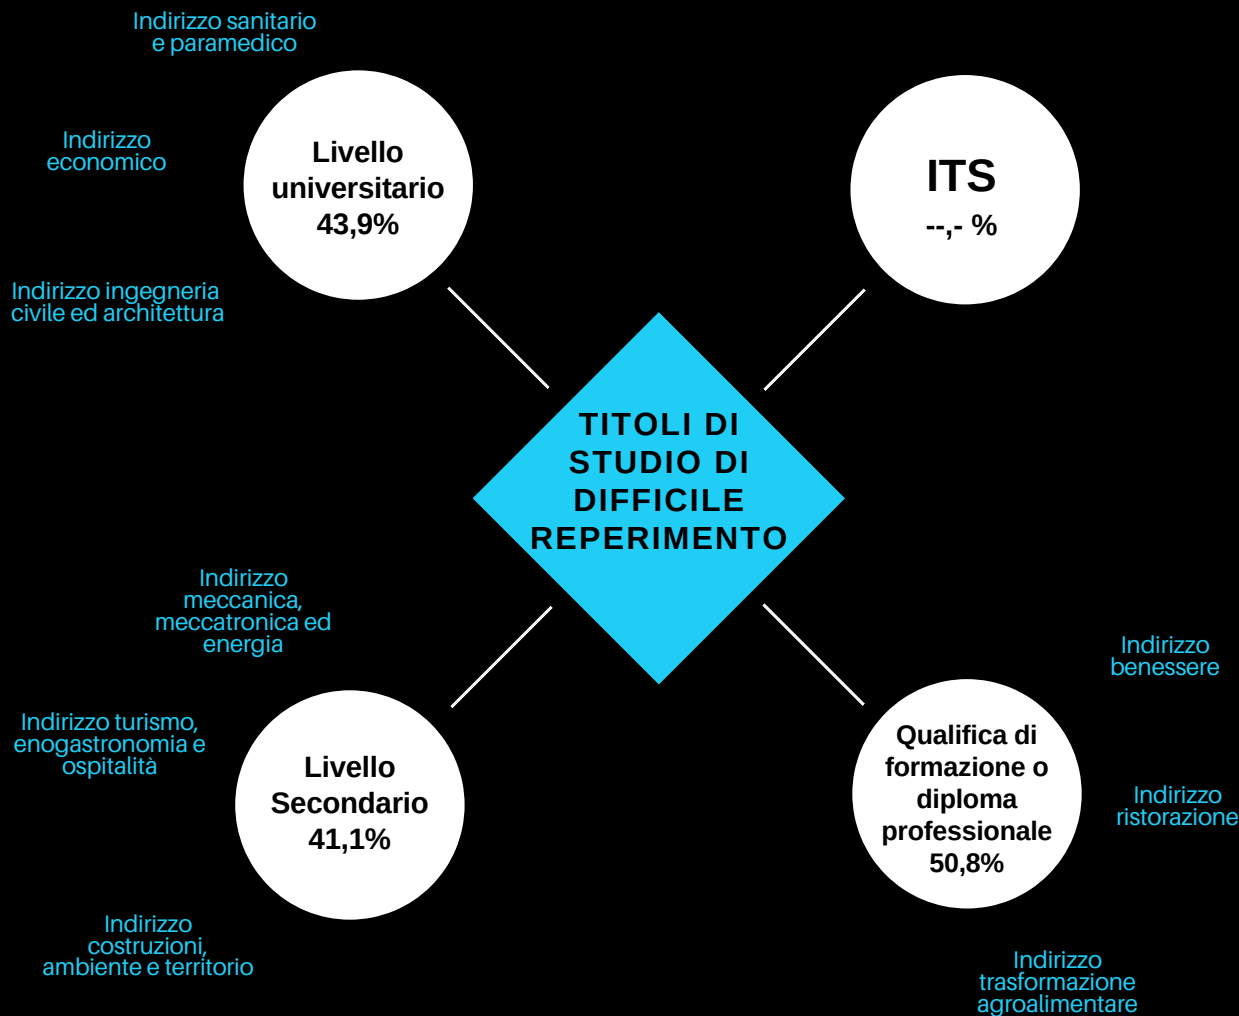 Indirizzo sanitario
e paramedico
Indirizzo
economico
Livello
universitario
43,9%
Indirizzo ingegneria
civile ed architettura
ITS
--,- %
TITOLI DI
STUDIO DI
DIFFICILE
REPERIMENTO
Indirizzo
meccanica,
meccatronica ed
energia
Indirizzo turismo,
enogastronomia e
ospitalità
Livello
Secondario
41,1%
Indirizzo
costruzioni,
ambiente e territorio
Indirizzo
benessere
Qualifica di
formazione o
diploma
professionale
50,8%
Indirizzo
ristorazione
Indirizzo
trasformazione
agroalimentare